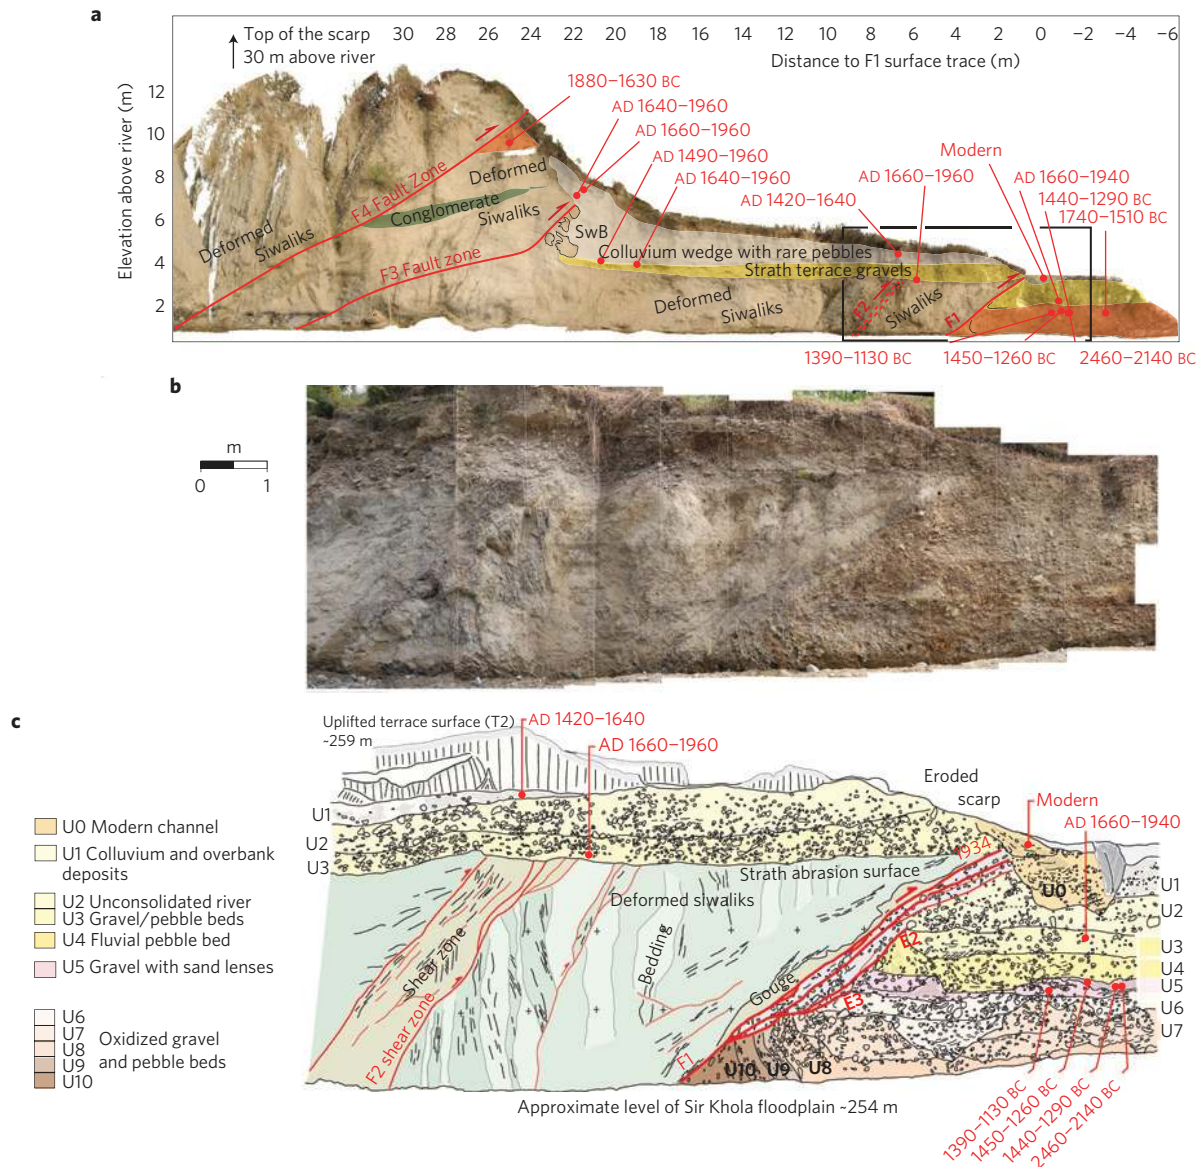 a
Top of the scarp
30 m above river
30 28 26 24 22 20 18 16 14 12 10 8 6 4 2 0 −2 −4 −6
Distance to F1 surface trace (m)
Elevation above river (m)
12
10
8
6
4
2
1880–1630 BC
AD 1640–1960
AD 1660–1960
AD 1490–1960
AD 1640–1960
AD 1420–1640
AD 1660–1960
Modern
AD 1660–1940
1440–1290 BC
1740–1510 BC
F4 Fault Zone
Deformed
Siwaliks
Conglomerate
Deformed
Siwaliks
F3 Fault zone
SwB
Colluvium wedge with rare pebbles
Strath terrace gravels
Deformed
Siwaliks
F2
Siwaliks
F1
1390–1130 BC
1450–1260 BC
2460–2140 BC
b
m
0 1
c
Uplifted terrace surface (T2)
~259 m
AD 1420–1640
AD 1660–1960
Eroded
scarp
Modern
AD 1660–1940
U1
U2
U3
1934
Strath abrasion surface
Deformed siwaliks
U0
U1
U2
U3
U4
U5
U6
U7
Shear zone
F2 shear zone
Bedding
Gouge
E2
E3
F1
U10 U9 U8
Approximate level of Sir Khola floodplain ~254 m
1390–1130 BC
1450–1260 BC
1440–1290 BC
2460–2140 BC
U0 Modern channel
U1 Colluvium and overbank
deposits
U2 Unconsolidated river
U3 Gravel/pebble beds
U4 Fluvial pebble bed
U5 Gravel with sand lenses
U6
U7
U8
U9
U10
Oxidized gravel
and pebble beds